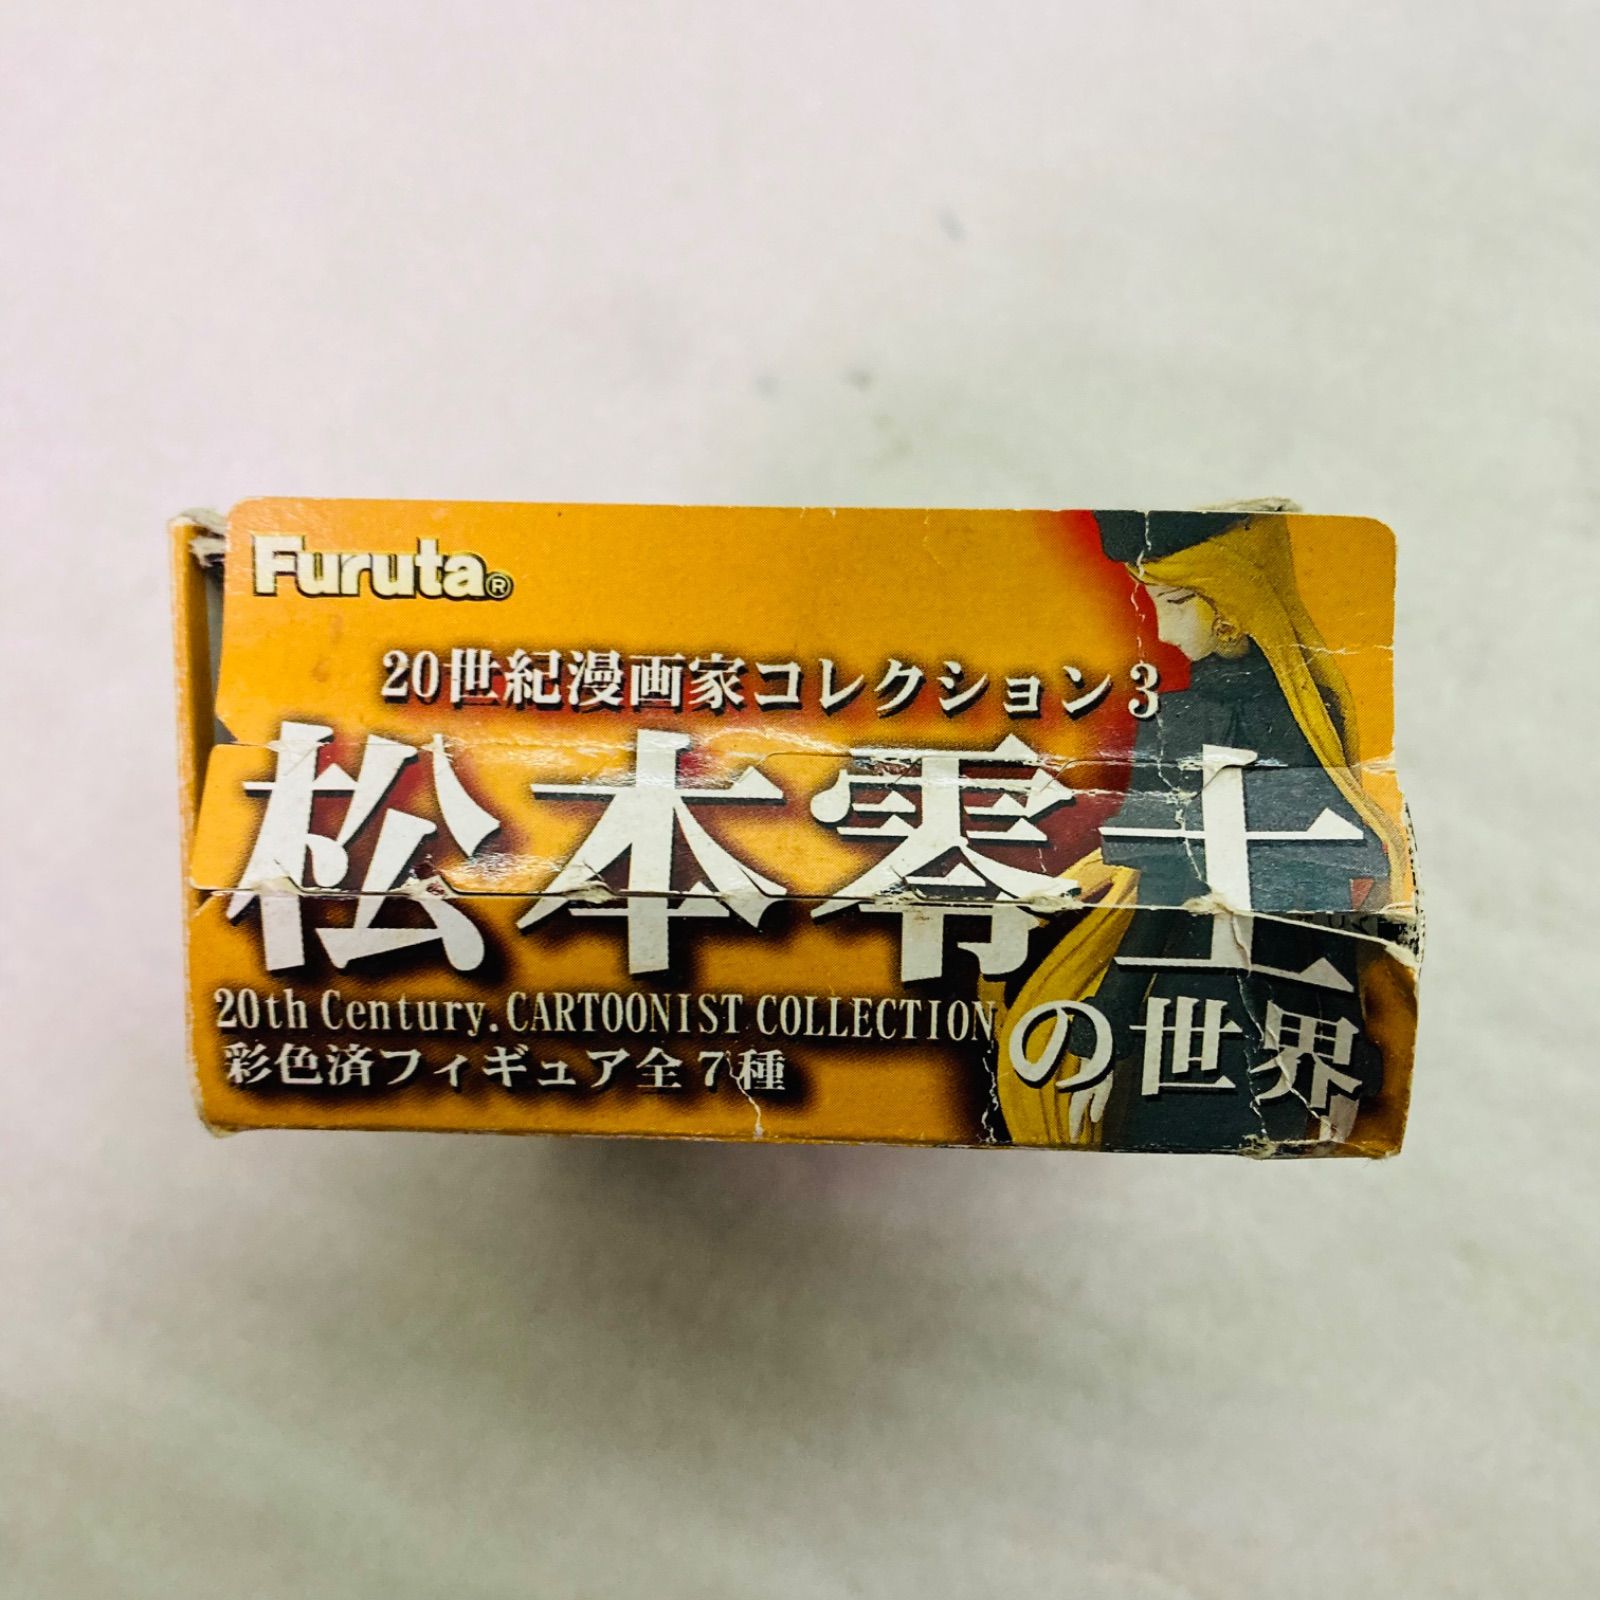 Furuta®
20世紀漫画家コレクション3
松本零士
の世界
20th Century. CARTOONIST COLLECTION
彩色済フィギュア全7種